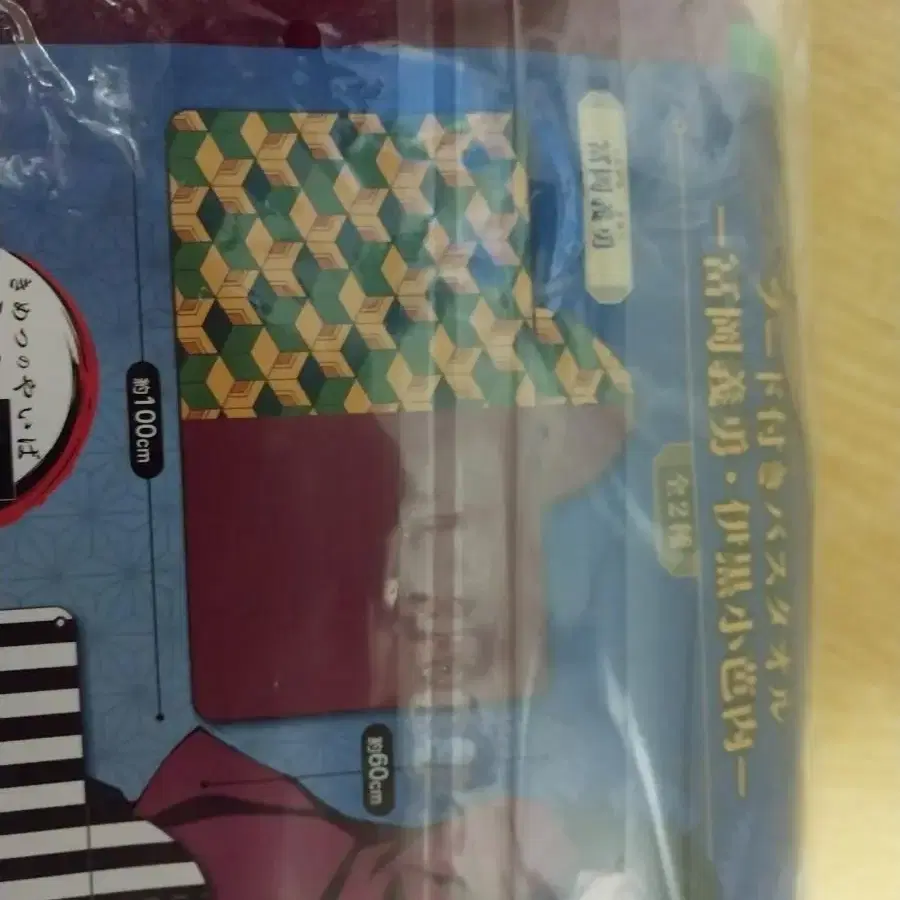 フード付きバスタオル
―冨岡義勇・伊黒小芭内―
全2種
冨岡義勇
約100cm
約60cm
きめつのやいば